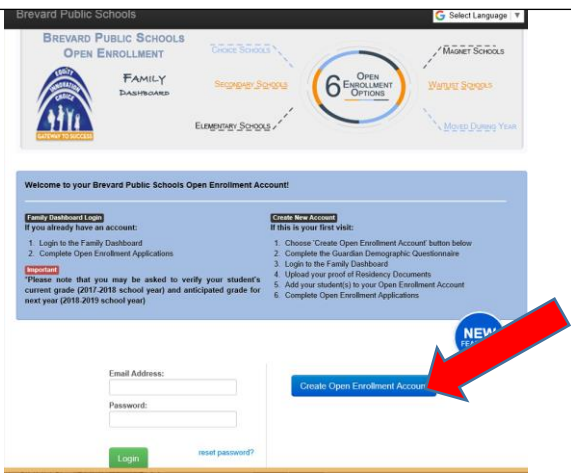 Brevard Public Schools
Select Language
BREVARD PUBLIC SCHOOLS
OPEN ENROLLMENT
EQUITY
INNOVATION
CHOICE
GATEWAY TO SUCCESS
FAMILY
DASHBOARD
CHOICE SCHOOLS
SECONDARY SCHOOLS
ELEMENTARY SCHOOLS
6 OPEN
ENROLLMENT
OPTIONS
MAGNET SCHOOLS
WAITLIST SCHOOLS
MOVED DURING YEAR
Welcome to your Brevard Public Schools Open Enrollment Account!
Family Dashboard Login
If you already have an account:
1. Login to the Family Dashboard
2. Complete Open Enrollment Applications
Important
*Please note that you may be asked to verify your student's
current grade (2017-2018 school year) and anticipated grade for
next year (2018-2019 school year)
Create New Account
If this is your first visit:
1. Choose 'Create Open Enrollment Account' button below
2. Complete the Guardian Demographic Questionnaire
3. Login to the Family Dashboard
4. Upload your proof of Residency Documents
5. Add your student(s) to your Open Enrollment Account
6. Complete Open Enrollment Applications
NEW
Email Address:
Password:
Login
reset password?
Create Open Enrollment Account